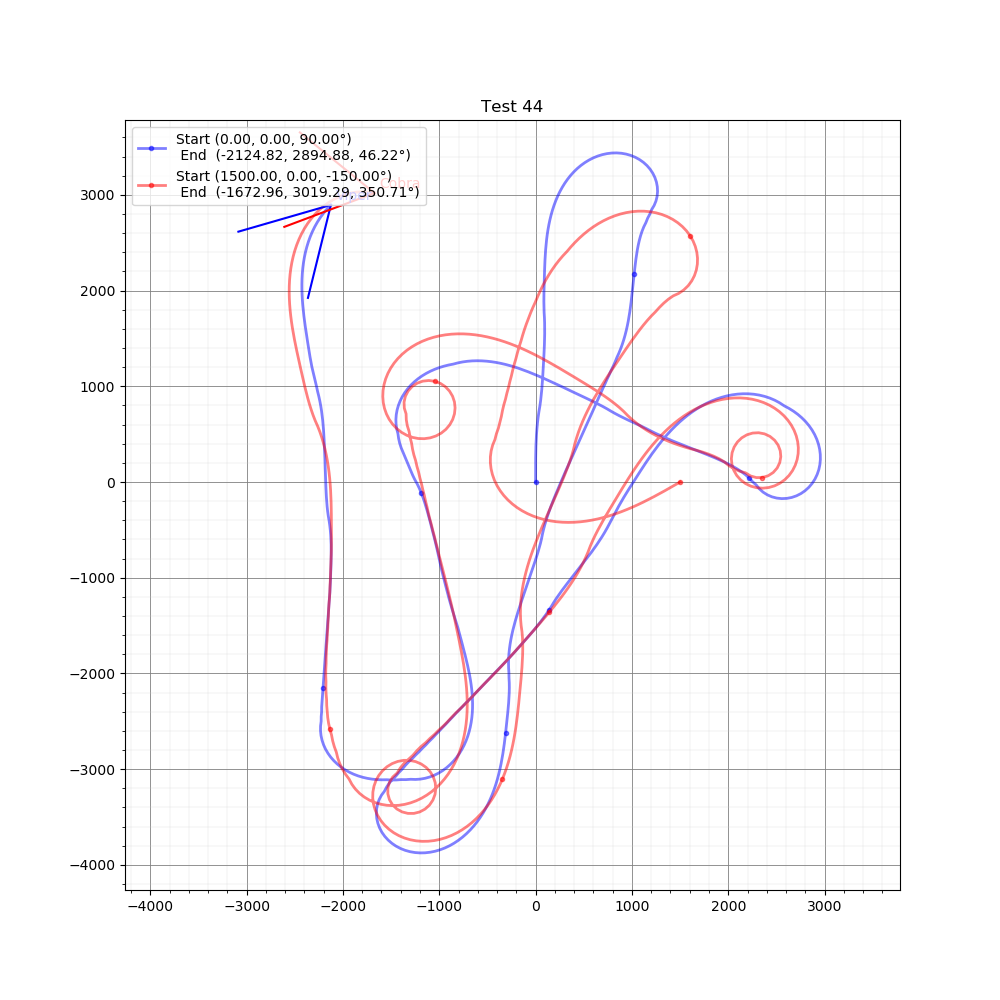 Test 44
Start (0.00, 0.00, 90.00°)
End (-2124.82, 2894.88, 46.22°)
Start (1500.00, 0.00, -150.00°)
End (-1672.96, 3019.29, 350.71°)
3000
2000
1000
0
−1000
−2000
−3000
−4000
−4000 −3000 −2000 −1000 0 1000 2000 3000